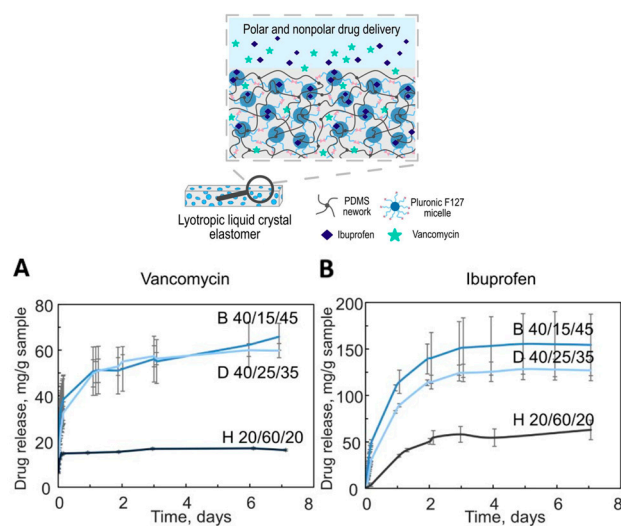 Polar and nonpolar drug delivery
Lyotropic liquid crystal
elastomer
PDMS
nework
Pluronic F127
micelle
Ibuprofen
Vancomycin
A
Vancomycin
Drug release, mg/g sample
80
60
40
20
0
B 40/15/45
D 40/25/35
H 20/60/20
0
2
4
6
8
Time, days
B
Ibuprofen
Drug release, mg/g sample
200
150
100
50
0
B 40/15/45
D 40/25/35
H 20/60/20
0
2
4
6
8
Time, days